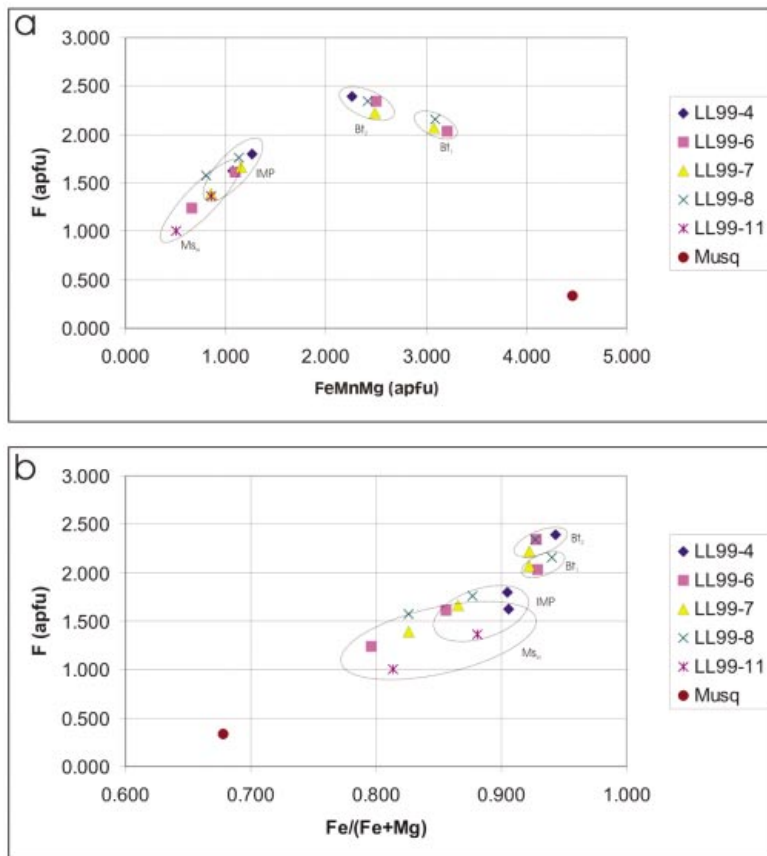 a
3.000
2.500
2.000
1.500
1.000
0.500
0.000
F (apfu)
Bt₂
Bt₁
IMP
0.000 1.000 2.000 3.000 4.000 5.000
FeMnMg (apfu)
LL99-4
LL99-6
LL99-7
LL99-8
LL99-11
Musq
b
3.000
2.500
2.000
1.500
1.000
0.500
0.000
F (apfu)
Bt₂
Bt₁
IMP
0.600 0.700 0.800 0.900 1.000
Fe/(Fe+Mg)
LL99-4
LL99-6
LL99-7
LL99-8
LL99-11
Musq